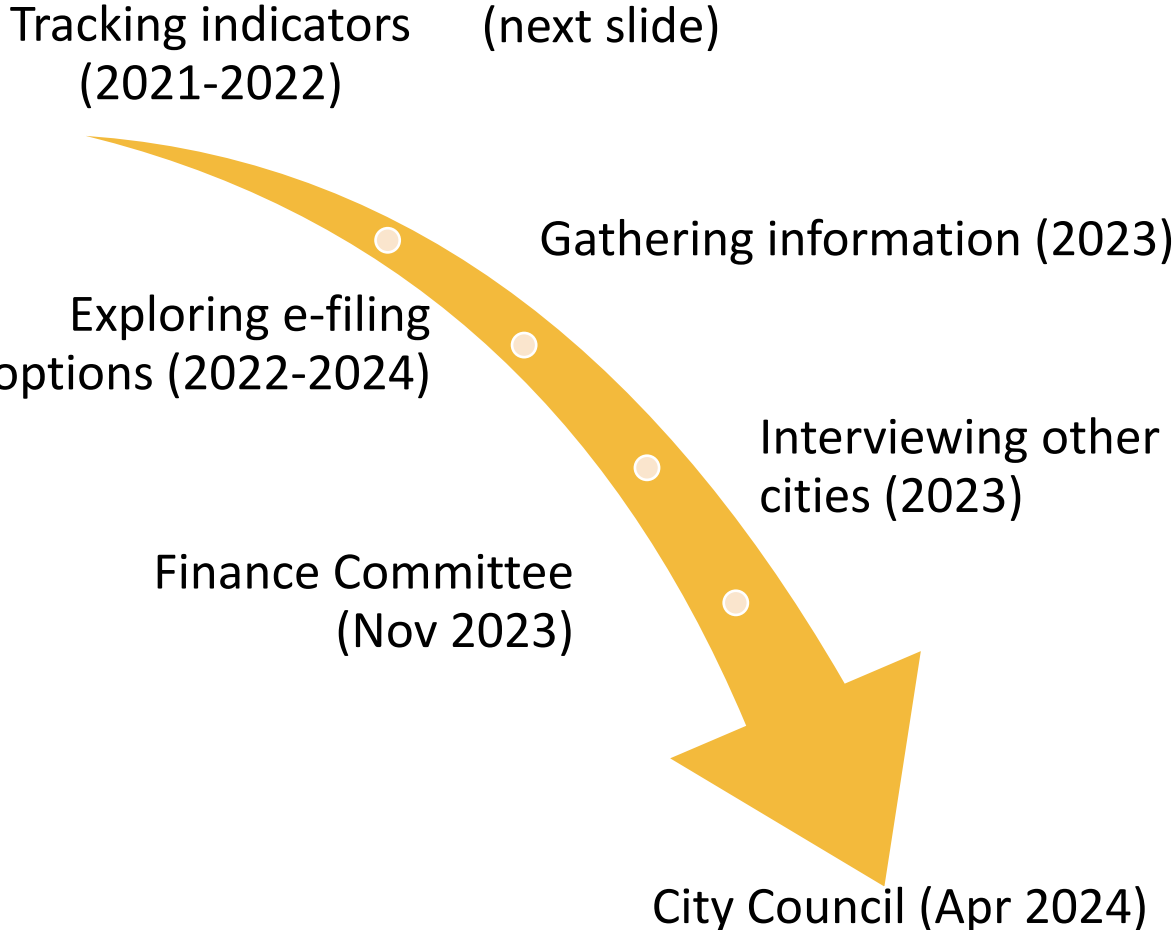 Tracking indicators (next slide)
(2021-2022)
Gathering information (2023)
Exploring e-filing
options (2022-2024)
Interviewing other
cities (2023)
Finance Committee
(Nov 2023)
City Council (Apr 2024)